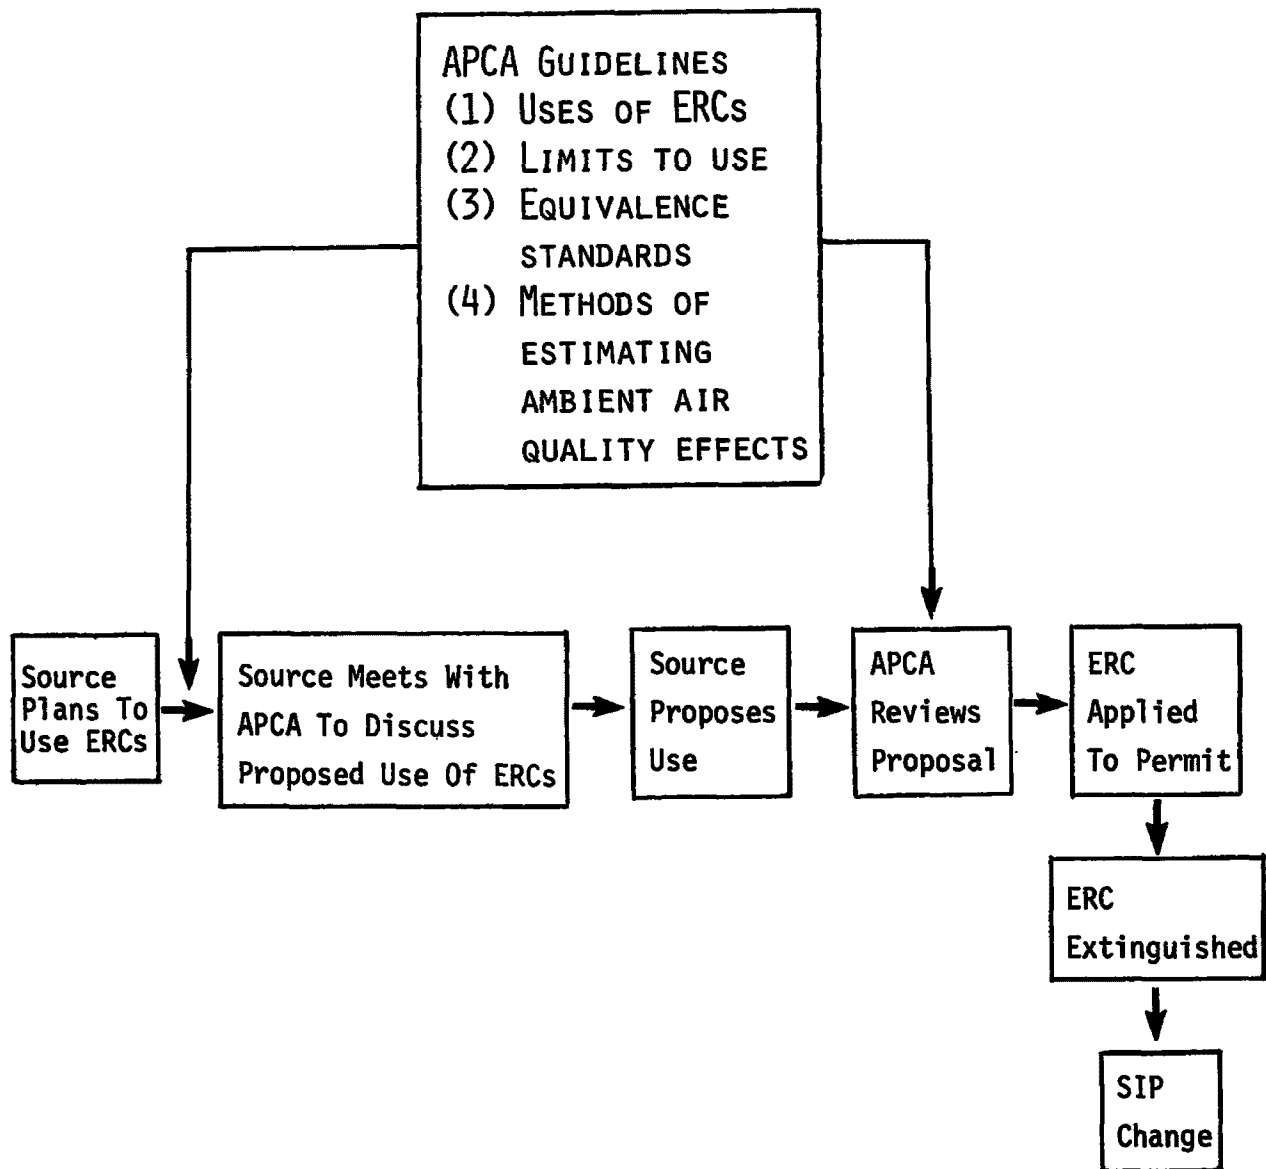 APCA GUIDELINES
(1) USES OF ERCS
(2) LIMITS TO USE
(3) EQUIVALENCE
STANDARDS
(4) METHODS OF
ESTIMATING
AMBIENT AIR
QUALITY EFFECTS
Source
Plans To
Use ERCs
Source Meets With
APCA To Discuss
Proposed Use Of ERCs
Source
Proposes
Use
APCA
Reviews
Proposal
ERC
Applied
To Permit
ERC
Extinguished
SIP
Change